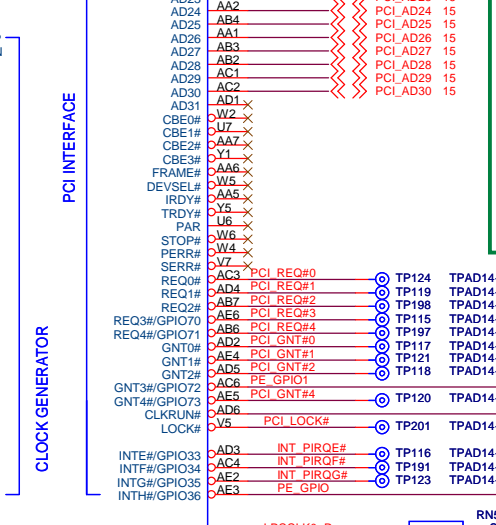 AD24 AA2 PCI_AD24 15
AD25 AB4 PCI_AD25 15
AD26 AA1 PCI_AD26 15
AD27 AB3 PCI_AD27 15
AD28 AB2 PCI_AD28 15
AD29 AC1 PCI_AD29 15
AD30 AC2 PCI_AD30 15
AD31 AD1
CBE0# W2
CBE1# U7
CBE2# AA7
CBE3# Y1
FRAME# AA6
DEVSEL# W5
IRDY# AA5
TRDY# Y5
PAR U6
STOP# W6
PERR# W4
SERR# V7
REQ0# AC3 PCI_REQ#0 TP124 TPAD14-
REQ1# AD4 PCI_REQ#1 TP119 TPAD14-
REQ2# AB7 PCI_REQ#2 TP198 TPAD14-
REQ3#/GPIO70 AE6 PCI_REQ#3 TP115 TPAD14-
REQ4#/GPIO71 AB6 PCI_REQ#4 TP197 TPAD14-
GNT0# AD2 PCI_GNT#0 TP117 TPAD14-
GNT1# AE4 PCI_GNT#1 TP121 TPAD14-
GNT2# AD5 PCI_GNT#2 TP118 TPAD14-
GNT3#/GPIO72 AC6 PE_GPIO1
GNT4#/GPIO73 AE5 PCI_GNT#4 TP120 TPAD14-
CLKRUN# AD6
LOCK# V5 PCI_LOCK# TP201 TPAD14-
INTE#/GPIO33 AD3 INT_PIRQE# TP116 TPAD14-
INTF#/GPIO34 AC4 INT_PIRQF# TP191 TPAD14-
INTG#/GPIO35 AE2 INT_PIRQG# TP123 TPAD14-
INTH#/GPIO36 AE3 PE_GPIO
PCI INTERFACE
CLOCK GENERATOR